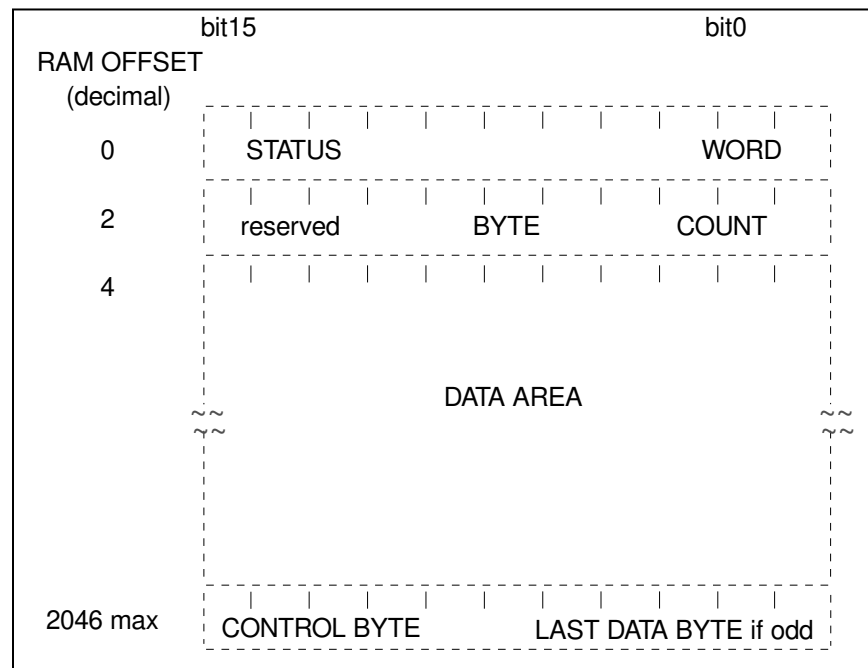 bit15 bit0
RAM OFFSET
(decimal)
0 STATUS WORD
2 reserved BYTE COUNT
4
DATA AREA
2046 max CONTROL BYTE LAST DATA BYTE if odd